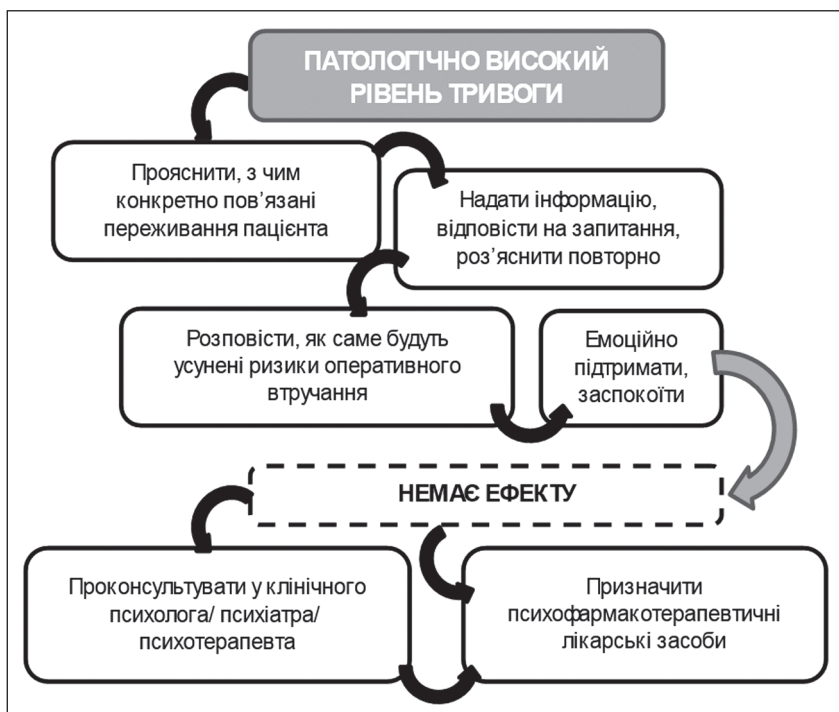 ПАТОЛОГІЧНО ВИСОКИЙ
РІВЕНЬ ТРИВОГИ
Прояснити, з чим
конкретно пов’язані
переживання пацієнта
Надати інформацію,
відповісти на запитання,
роз’яснити повторно
Розповісти, як саме будуть
усунені ризики оперативного
втручання
Емоційно
підтримати,
заспокоїти
НЕМАЄ ЕФЕКТУ
Проконсультувати у клінічного
психолога/ психіатра/
психотерапевта
Призначити
психофармакотерапевтичні
лікарські засоби